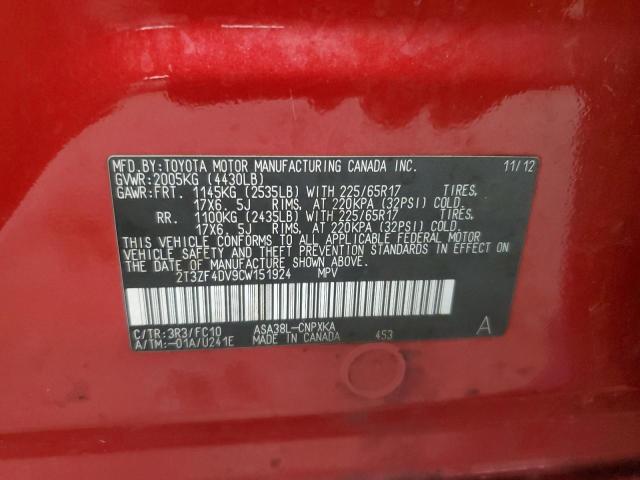 MFD.BY:TOYOTA MOTOR MANUFACTURING CANADA INC. 11/12
GVWR:2005KG (4430LB)
GAWR:FRT. 1145KG (2535LB) WITH 225/65R17 TIRES.
17X6.5J RIMS, AT 220KPA (32PSI) COLD.
RR. 1100KG (2435LB) WITH 225/65R17 TIRES.
17X6.5J RIMS, AT 220KPA (32PSI) COLD.
THIS VEHICLE CONFORMS TO ALL APPLICABLE FEDERAL MOTOR
VEHICLE SAFETY STANDARDS IN EFFECT ON THE
DATE OF MANUFACTURE SHOWN ABOVE.
2T3ZF4DV9CW151924 MPV
C/TR:3R3/FC10 ASA38L-CNPXKA A
A/TM:-01A/U241E MADE IN CANADA 453